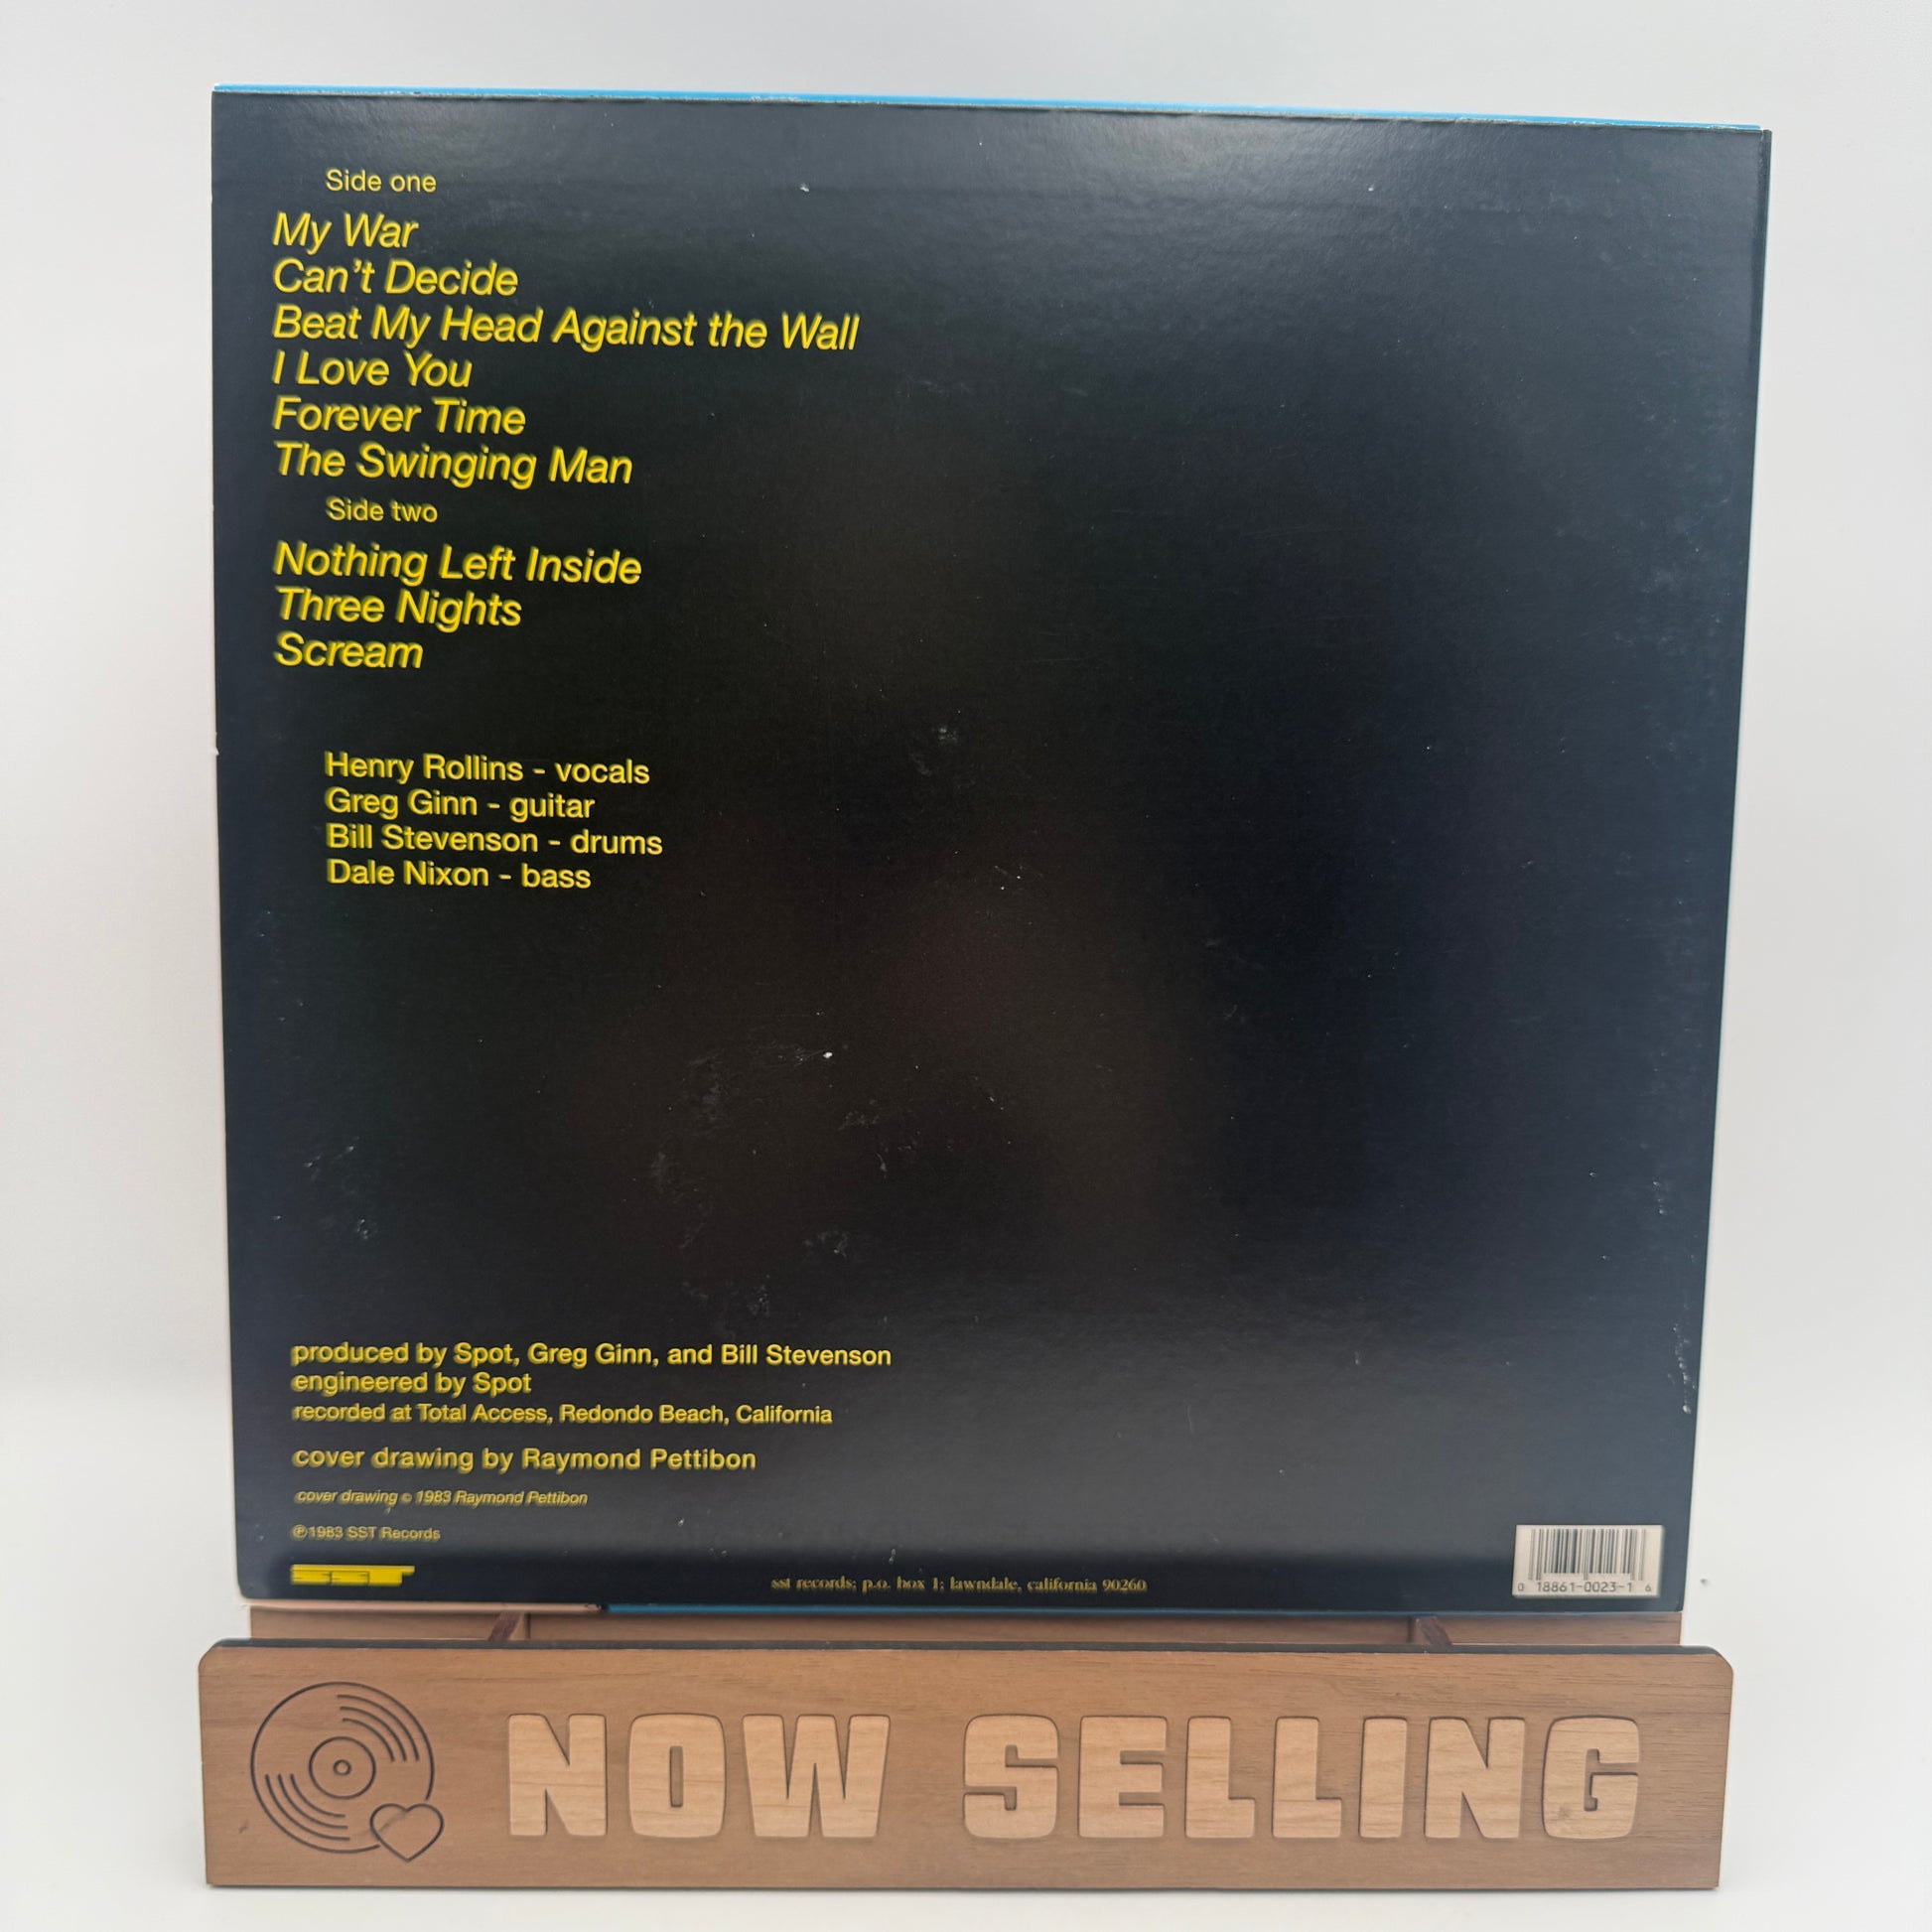 Side one
My War
Can't Decide
Beat My Head Against the Wall
I Love You
Forever Time
The Swinging Man
Side two
Nothing Left Inside
Three Nights
Scream
Henry Rollins - vocals
Greg Ginn - guitar
Bill Stevenson - drums
Dale Nixon - bass
produced by Spot, Greg Ginn, and Bill Stevenson
engineered by Spot
recorded at Total Access, Redondo Beach, California
cover drawing by Raymond Pettibon
cover drawing © 1983 Raymond Pettibon
℗1983 SST Records
SST
sst records; p.o. box 1; lawndale, california 90260
0 18861-0023-1 6
NOW SELLING